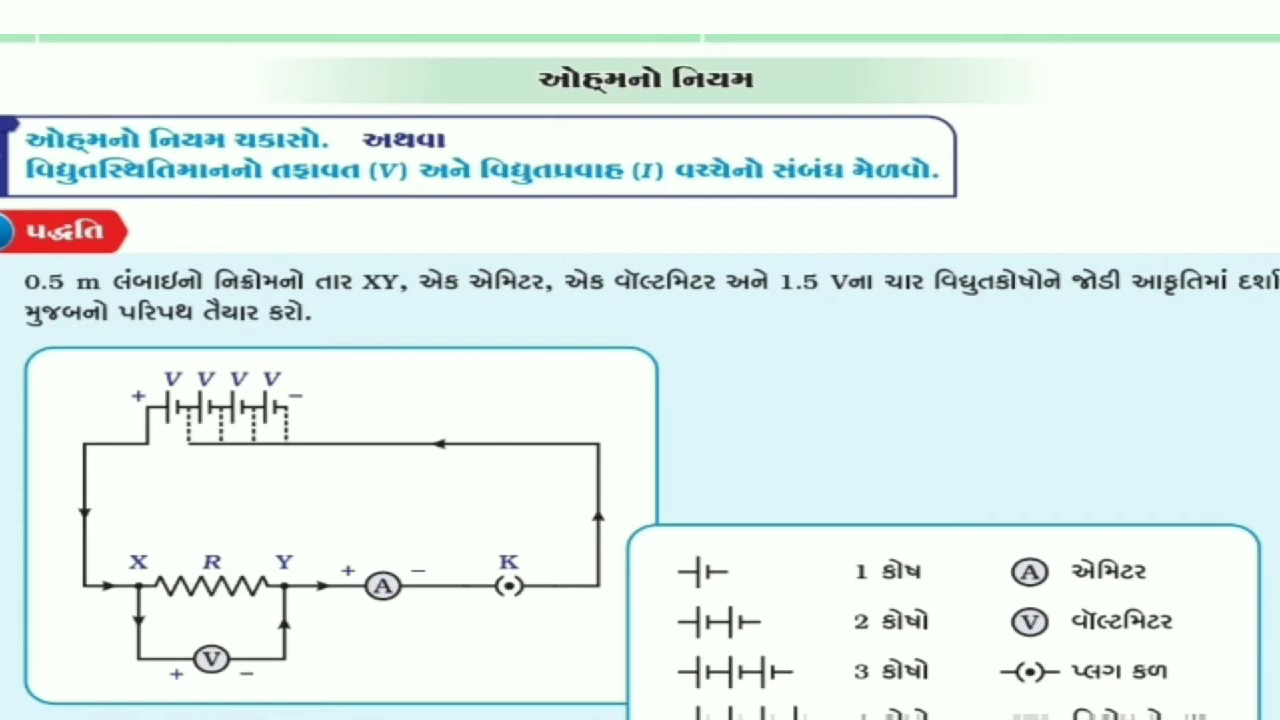 ઓહ્‌મનો નિયમ
ઓહ્‌મનો નિયમ ચકાસો. અથવા
વિદ્યુતસ્થિતિમાનનો તફાવત (V) અને વિદ્યુતપ્રવાહ (I) વચ્ચેનો સંબંધ મેળવો.
પદ્ધતિ
0.5 m લંબાઈનો નિક્રોમનો તાર XY, એક એમિટર, એક વૉલ્ટમિટર અને 1.5 Vના ચાર વિદ્યુતકોષોને જોડી આકૃતિમાં દર્શા
મુજબનો પરિપથ તૈયાર કરો.
V V V V
+ –
X R Y + – K
A
V
+ –
1 કોષ A એમિટર
2 કોષો V વૉલ્ટમિટર
3 કોષો પ્લગ કળ